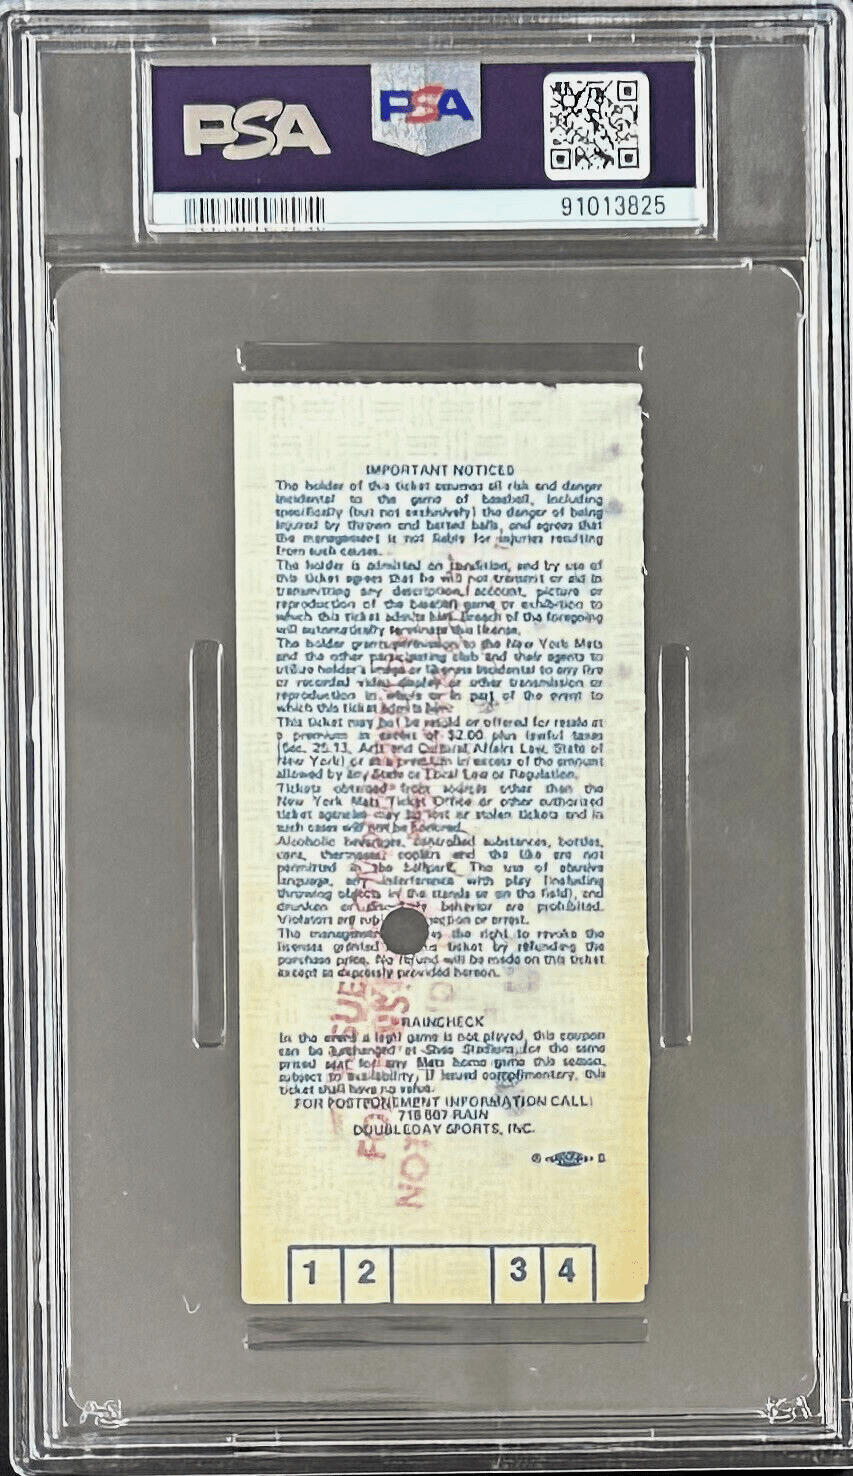 PSA
PSA
91013825
IMPORTANT NOTICED
The holder of this ticket assumes all risk and danger
incidental to the game of baseball, including
specifically (but not exclusively) the danger of being
injured by thrown and batted balls, and agrees that
the management is not liable for injuries resulting
from such causes.
The holder is admitted on condition, and by use of
this ticket agrees that he will not transmit or aid in
transmitting any description, account, picture or
reproduction of the baseball game or exhibition to
which this ticket admits him. Breach of the foregoing
will automatically terminate this license.
The holder grants permission to the New York Mets
and the other participating club and their agents to
utilize holder's image or likeness incidental to any live
or recorded video display or other transmission or
reproduction in whole or in part of the event to
which this ticket admits him.
This ticket may not be resold or offered for resale at
a premium in excess of $2.00 plus lawful taxes
(Sec. 25.13, Arts and Cultural Affairs Law, State of
New York) or at a premium in excess of the amount
allowed by any State or Local Law or Regulation.
Tickets obtained from sources other than the
New York Mets Ticket Office or other authorized
ticket agencies may be lost or stolen tickets and in
such cases will not be honored.
Alcoholic beverages, controlled substances, bottles,
cans, thermoses, coolers and the like are not
permitted in the ballpark. The use of abusive
language, any interference with play (including
throwing objects in the stands or on the field), and
drunken or disorderly behavior are prohibited.
Violators are subj ejection or arrest.
The management the right to revoke the
licenses granted ticket by refunding the
purchase price. No refund will be made on this ticket
except as expressly provided hereon.
RAINCHECK
In the event a legal game is not played, this coupon
can be exchanged at Shea Stadium for the same
priced seat for any Mets home game this season,
subject to availability. If issued complimentary, this
ticket shall have no value.
FOR POSTPONEMENT INFORMATION CALL:
718 507-RAIN
DOUBLEDAY SPORTS, INC.
1 2 3 4
FO
NOT